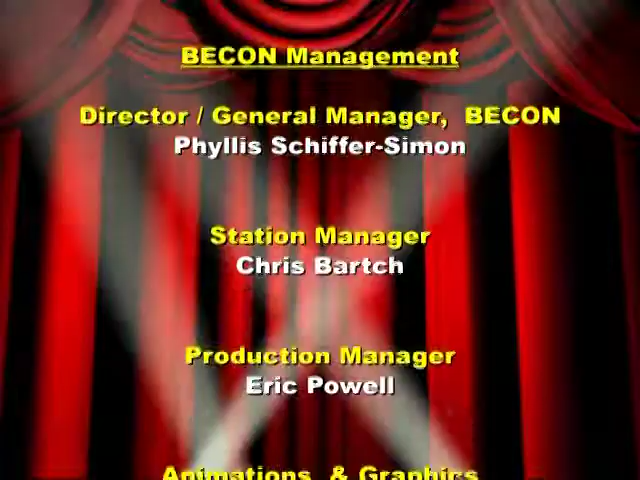 BECON Management
Director / General Manager, BECON
Phyllis Schiffer-Simon
Station Manager
Chris Bartch
Production Manager
Eric Powell
Animations & Graphics